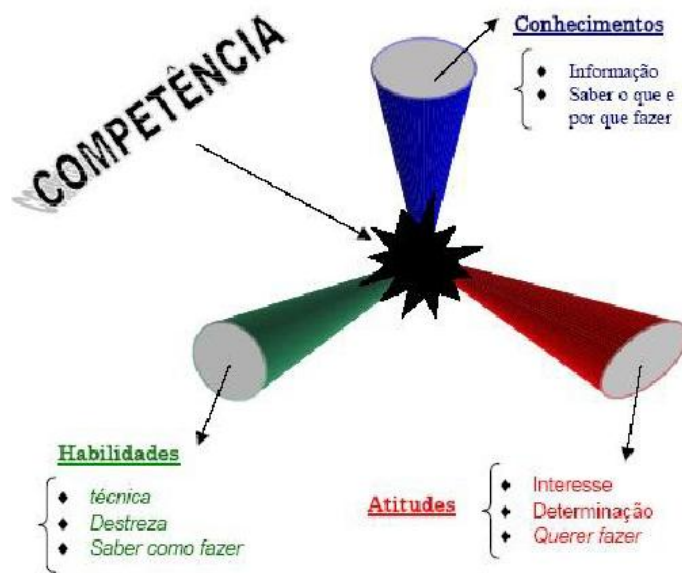 COMPETÊNCIA
Conhecimentos
Informação
Saber o que e
por que fazer
Habilidades
técnica
Destreza
Saber como fazer
Atitudes
Interesse
Determinação
Querer fazer